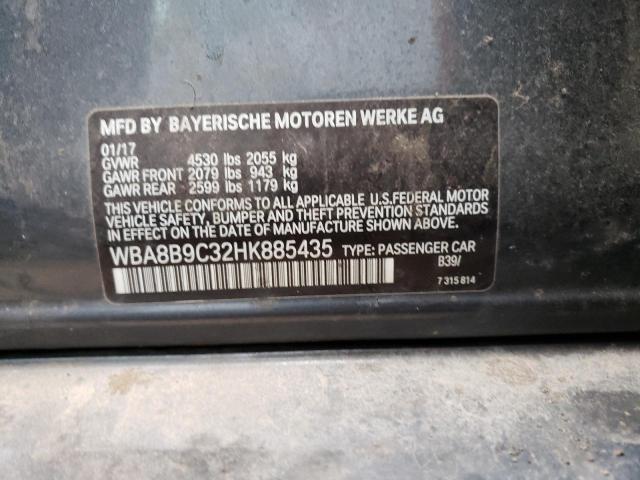 MFD BY BAYERISCHE MOTOREN WERKE AG
01/17
GVWR 4530 lbs 2055 kg
GAWR FRONT 2079 lbs 943 kg
GAWR REAR 2599 lbs 1179 kg
THIS VEHICLE CONFORMS TO ALL APPLICABLE U.S.FEDERAL MOTOR
VEHICLE SAFETY, BUMPER AND THEFT PREVENTION STANDARDS
IN EFFECT ON THE DATE OF MANUFACTURE SHOWN ABOVE.
WBA8B9C32HK885435 TYPE: PASSENGER CAR
B39/
7 315 814